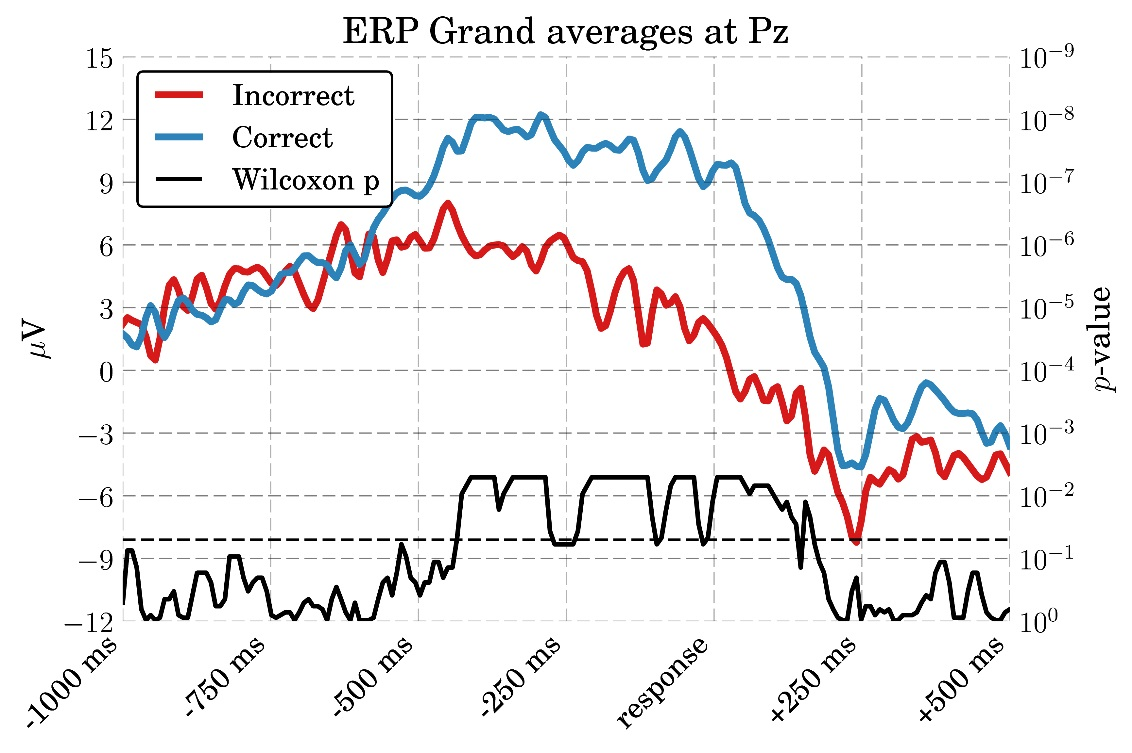 ERP Grand averages at Pz
Incorrect
Correct
Wilcoxon p
15
12
9
6
3
0
−3
−6
−9
−12
μV
10⁻⁹
10⁻⁸
10⁻⁷
10⁻⁶
10⁻⁵
10⁻⁴
10⁻³
10⁻²
10⁻¹
10⁰
p-value
-1000 ms
-750 ms
-500 ms
-250 ms
response
+250 ms
+500 ms